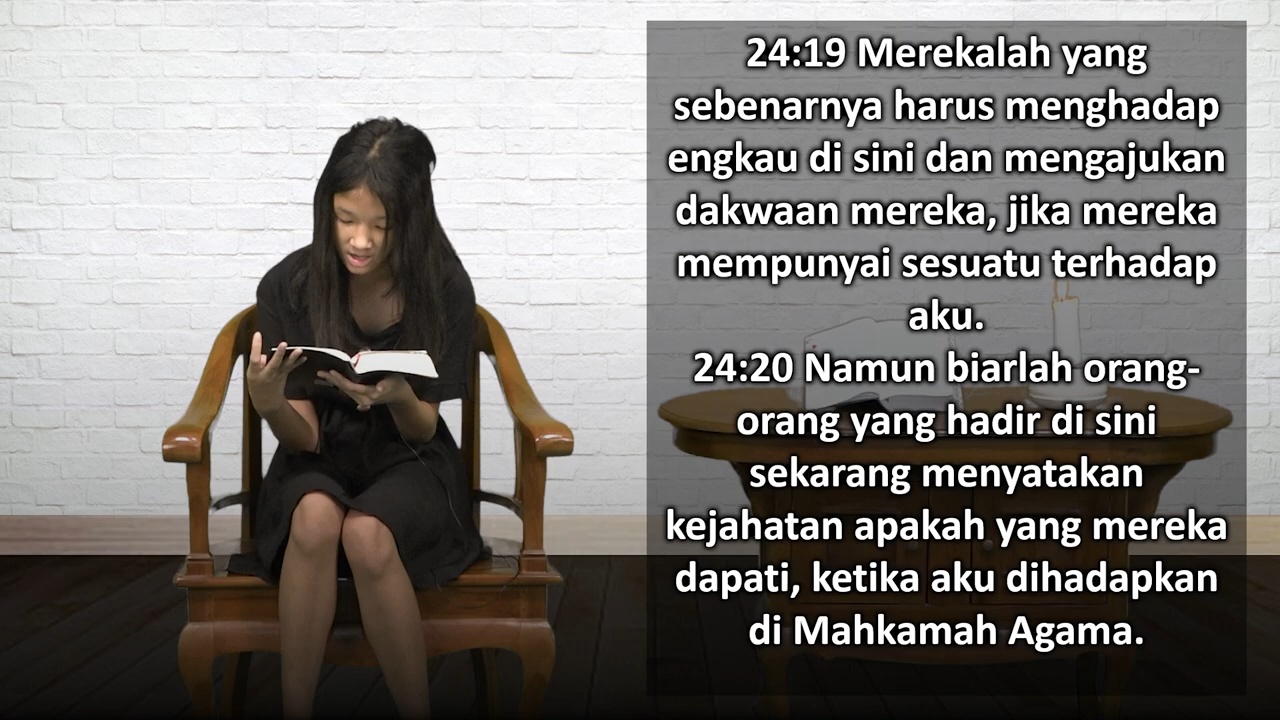 24:19 Merekalah yang
sebenarnya harus menghadap
engkau di sini dan mengajukan
dakwaan mereka, jika mereka
mempunyai sesuatu terhadap
aku.
24:20 Namun biarlah orang-
orang yang hadir di sini
sekarang menyatakan
kejahatan apakah yang mereka
dapati, ketika aku dihadapkan
di Mahkamah Agama.